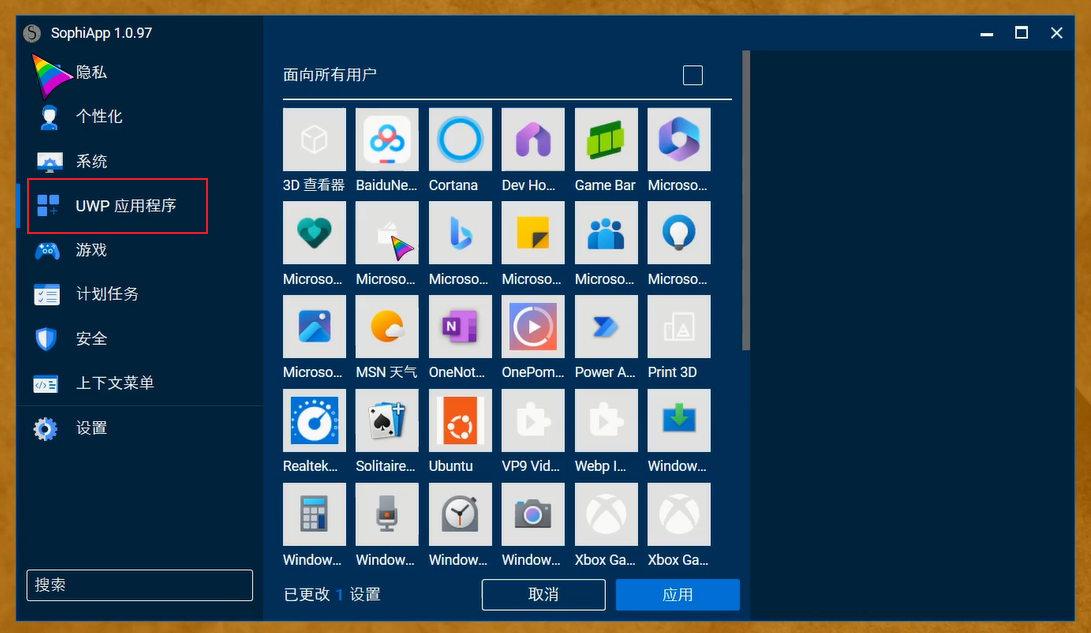 SophiApp 1.0.97
隐私
个性化
系统
UWP 应用程序
游戏
计划任务
安全
上下文菜单
设置
搜索
面向所有用户
3D 查看器 BaiduNe... Cortana Dev Ho... Game Bar Microso...
Microso... Microso... Microso... Microso... Microso... Microso...
Microso... MSN 天气 OneNot... OnePom... Power A... Print 3D
Realtek... Solitaire... Ubuntu VP9 Vid... Webp I... Window...
Window... Window... Window... Window... Xbox Ga... Xbox Ga...
已更改 1 设置 取消 应用